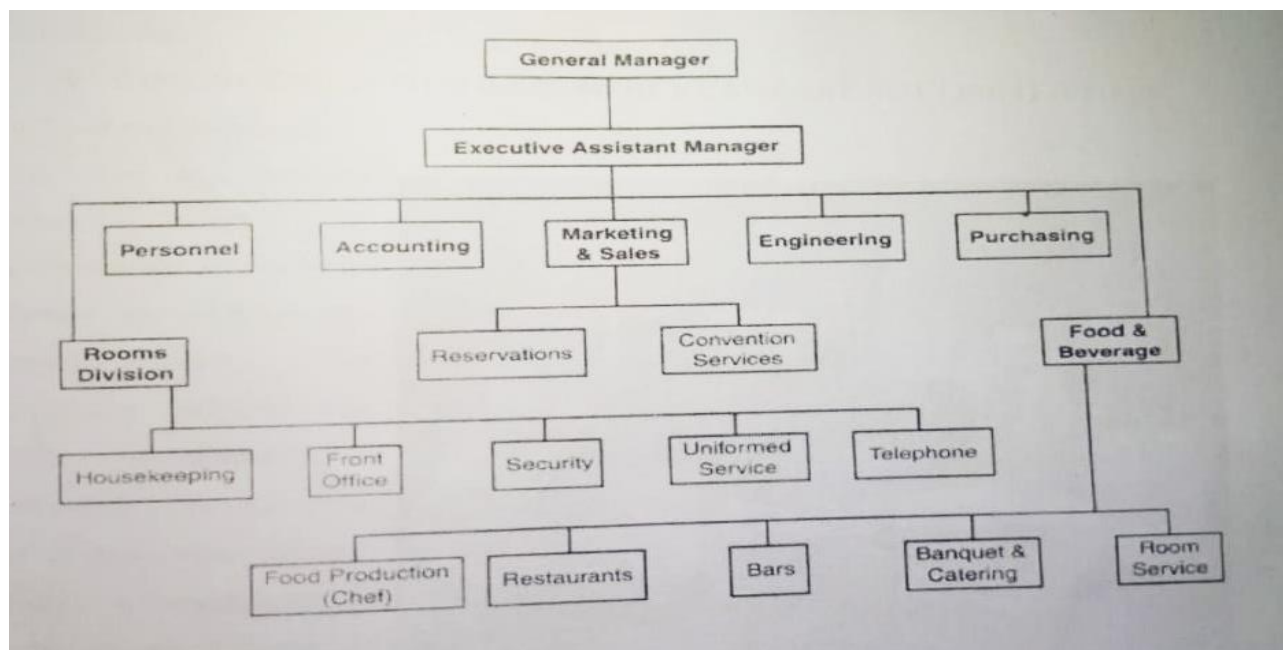 General Manager
Executive Assistant Manager
Personnel
Accounting
Marketing
& Sales
Engineering
Purchasing
Rooms
Division
Reservations
Convention
Services
Food &
Beverage
Housekeeping
Front
Office
Security
Uniformed
Service
Telephone
Food Production
(Chef)
Restaurants
Bars
Banquet &
Catering
Room
Service